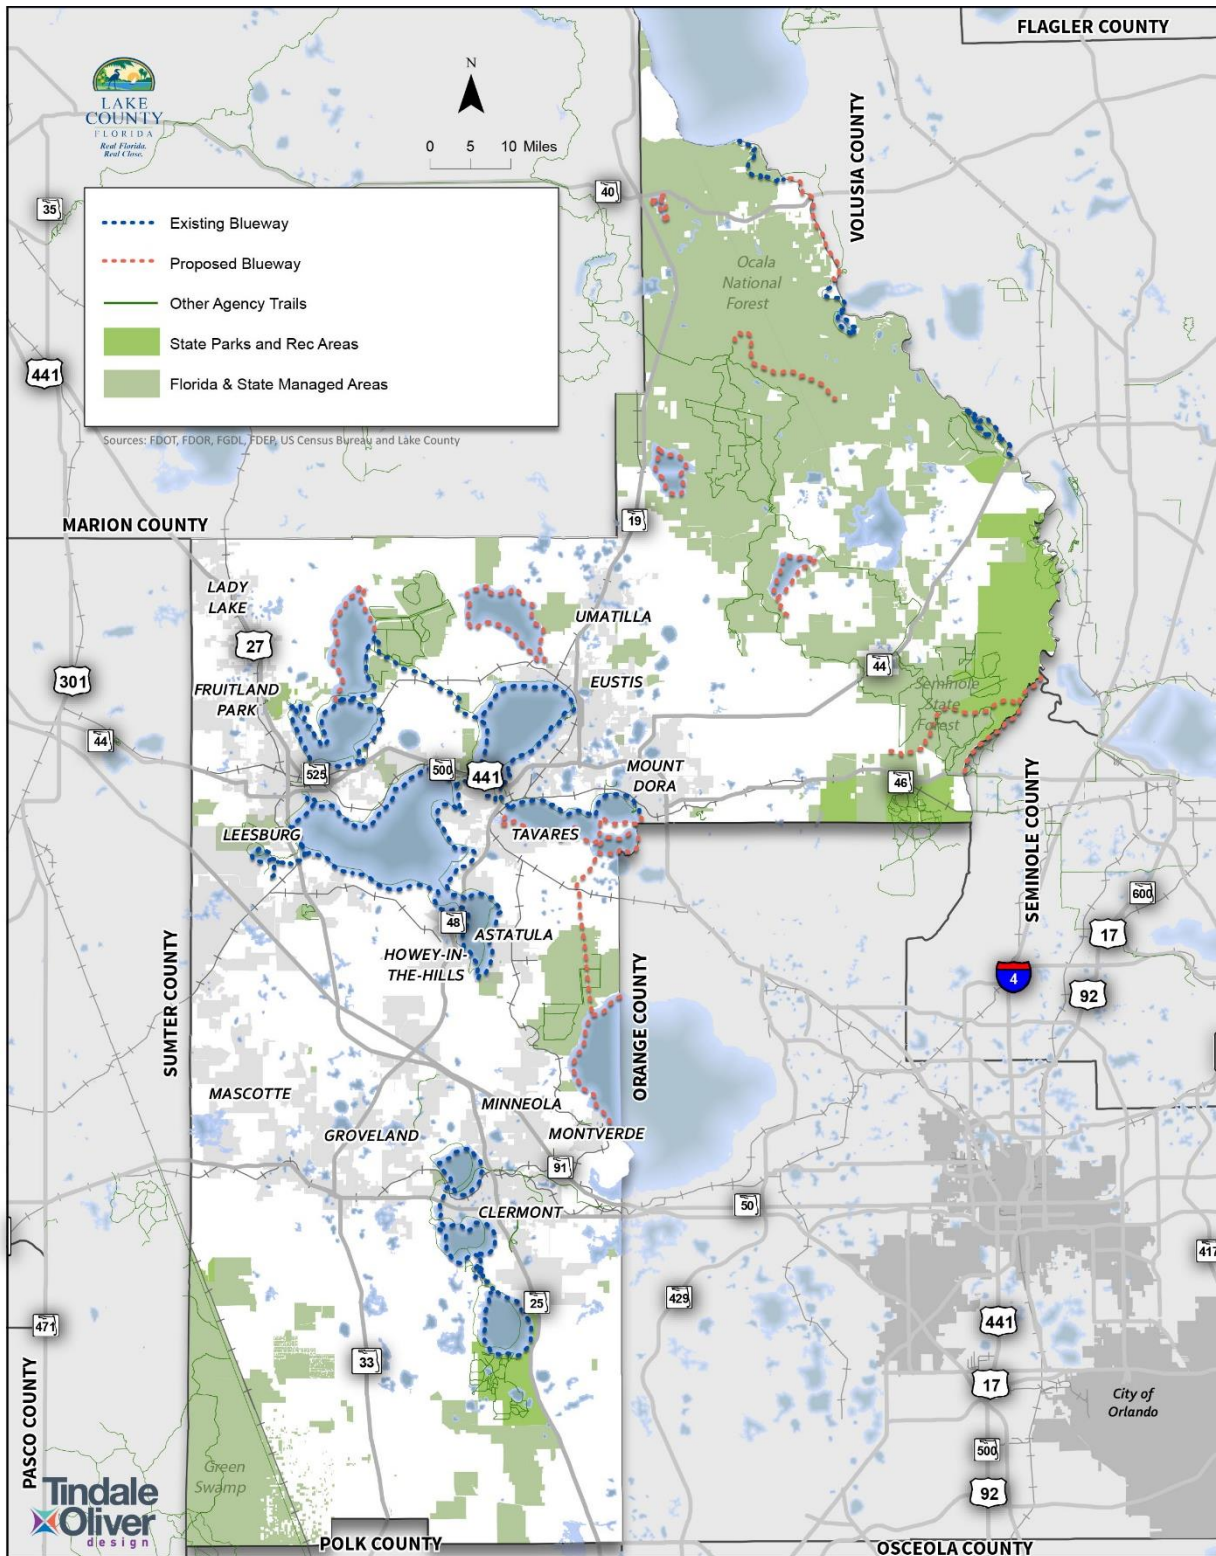 FLAGLER COUNTY
LAKE
COUNTY
FLORIDA
Real Florida.
Real Close.
N
0 5 10 Miles
VOLUSIA COUNTY
35
40
Existing Blueway
Proposed Blueway
Other Agency Trails
State Parks and Rec Areas
Florida & State Managed Areas
Ocala
National
Forest
441
Sources: FDOT, FDOR, FGDL, FDEP, US Census Bureau and Lake County
MARION COUNTY
19
LADY
LAKE
UMATILLA
27
301
44
FRUITLAND
PARK
EUSTIS
Seminole
State
Forest
44
525
500
441
MOUNT
DORA
46
LEESBURG
TAVARES
SEMINOLE COUNTY
600
48
ASTATULA
HOWEY-IN-
THE-HILLS
17
4
92
SUMTER COUNTY
ORANGE COUNTY
MASCOTTE
MINNEOLA
GROVELAND
MONTVERDE
91
CLERMONT
50
417
429
25
471
33
441
17
PASCO COUNTY
City of
Orlando
500
Green
Swamp
92
Tindale
Oliver
design
POLK COUNTY
OSCEOLA COUNTY